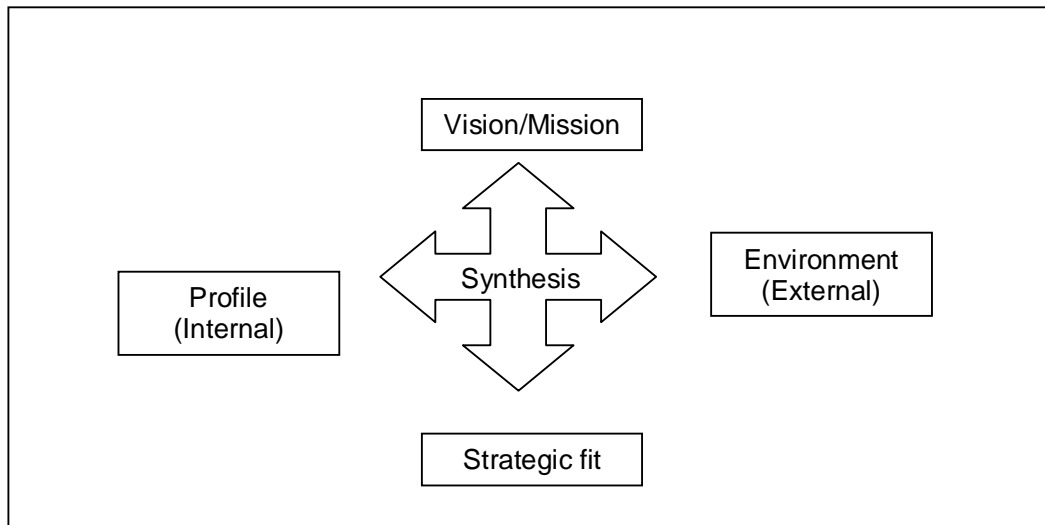 Vision/Mission
Environment
(External)
Synthesis
Profile
(Internal)
Strategic fit